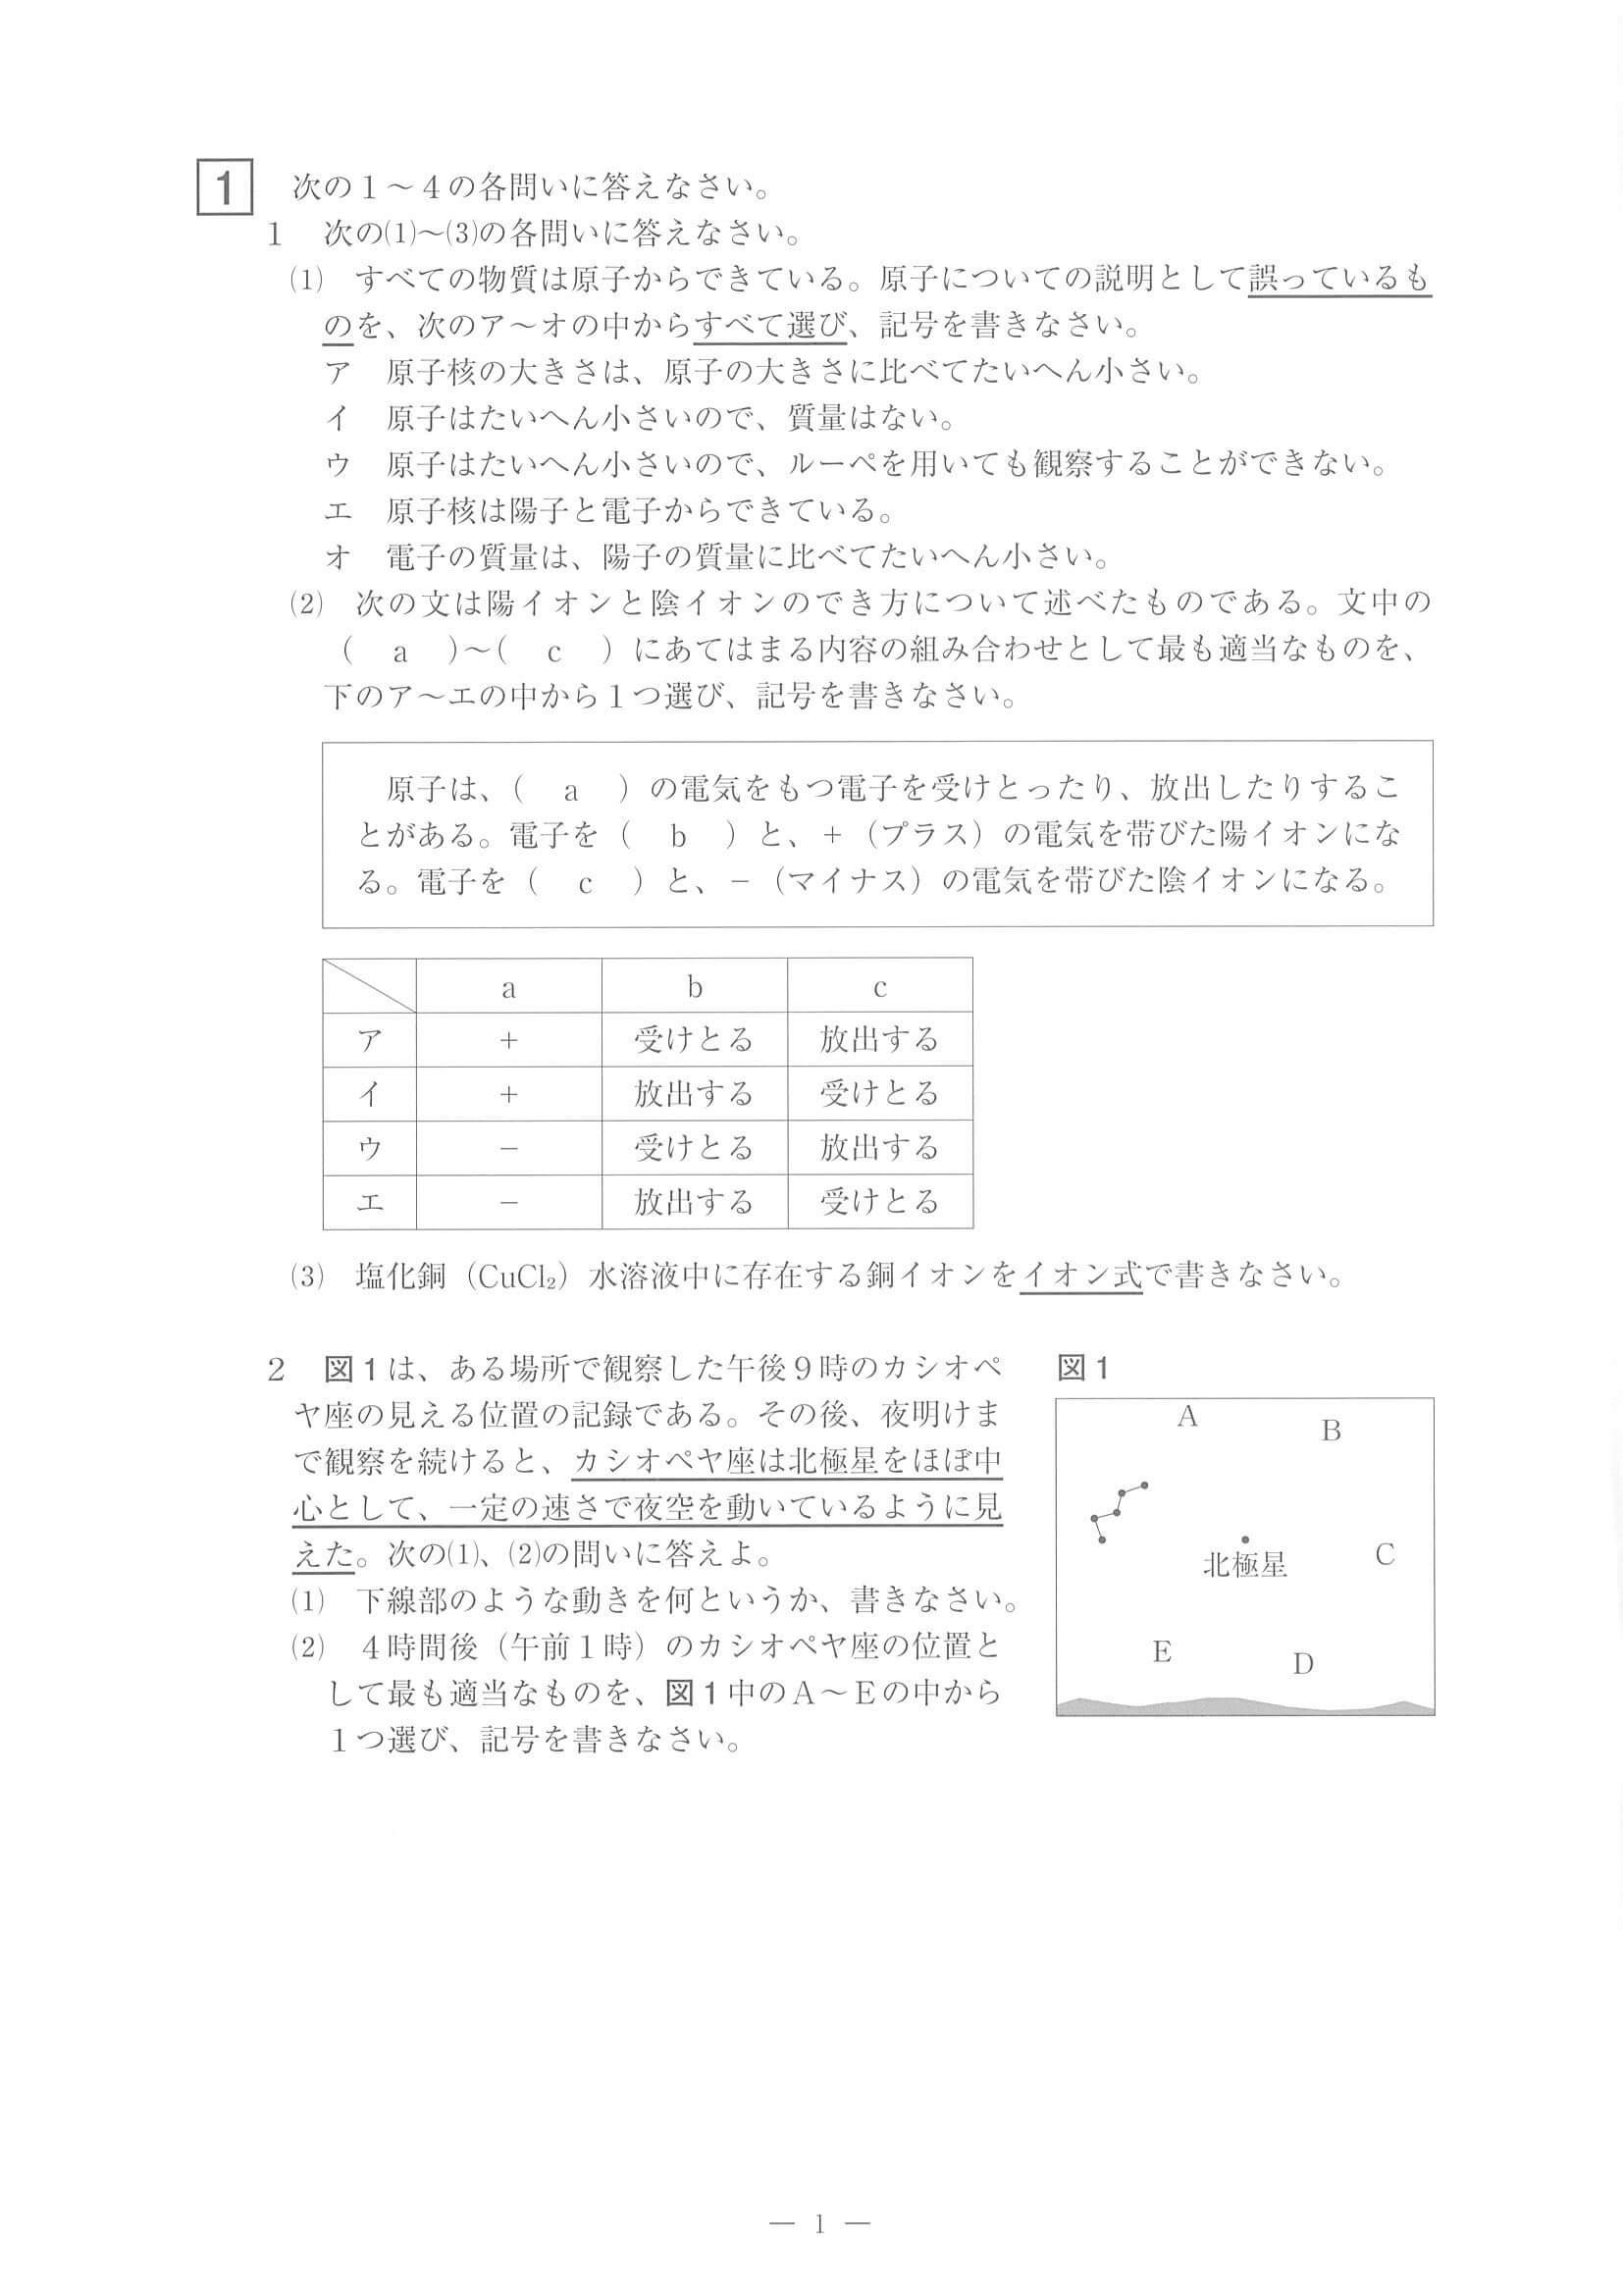 1 次の1～4の各問いに答えなさい。
1 次の⑴～⑶の各問いに答えなさい。
⑴ すべての物質は原子からできている。原子についての説明として誤っているも
のを、次のア～オの中からすべて選び、記号を書きなさい。
ア 原子核の大きさは、原子の大きさに比べてたいへん小さい。
イ 原子はたいへん小さいので、質量はない。
ウ 原子はたいへん小さいので、ルーペを用いても観察することができない。
エ 原子核は陽子と電子からできている。
オ 電子の質量は、陽子の質量に比べてたいへん小さい。
⑵ 次の文は陽イオンと陰イオンのでき方について述べたものである。文中の
( a )～( c )にあてはまる内容の組み合わせとして最も適当なものを、
下のア～エの中から1つ選び、記号を書きなさい。
原子は、( a )の電気をもつ電子を受けとったり、放出したりするこ
とがある。電子を( b )と、+(プラス)の電気を帯びた陽イオンにな
る。電子を( c )と、－(マイナス)の電気を帯びた陰イオンになる。
a b c
ア + 受けとる 放出する
イ + 放出する 受けとる
ウ － 受けとる 放出する
エ － 放出する 受けとる
⑶ 塩化銅(CuCl₂)水溶液中に存在する銅イオンをイオン式で書きなさい。
2 図1は、ある場所で観察した午後9時のカシオペ
ヤ座の見える位置の記録である。その後、夜明けま
で観察を続けると、カシオペヤ座は北極星をほぼ中
心として、一定の速さで夜空を動いているように見
えた。次の⑴、⑵の問いに答えよ。
⑴ 下線部のような動きを何というか、書きなさい。
⑵ 4時間後(午前1時)のカシオペヤ座の位置と
して最も適当なものを、図1中のA～Eの中から
1つ選び、記号を書きなさい。
図1
A
B
北極星
C
E
D
— 1 —